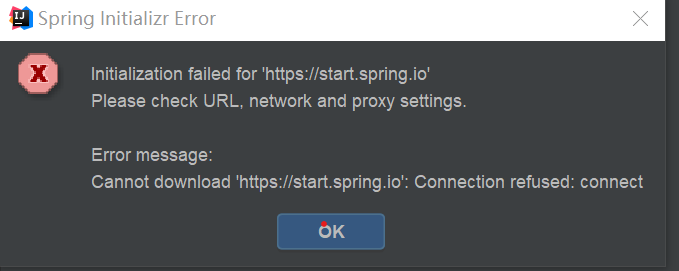 IJ
Spring Initializr Error
Initialization failed for 'https://start.spring.io'
Please check URL, network and proxy settings.
Error message:
Cannot download 'https://start.spring.io': Connection refused: connect
OK